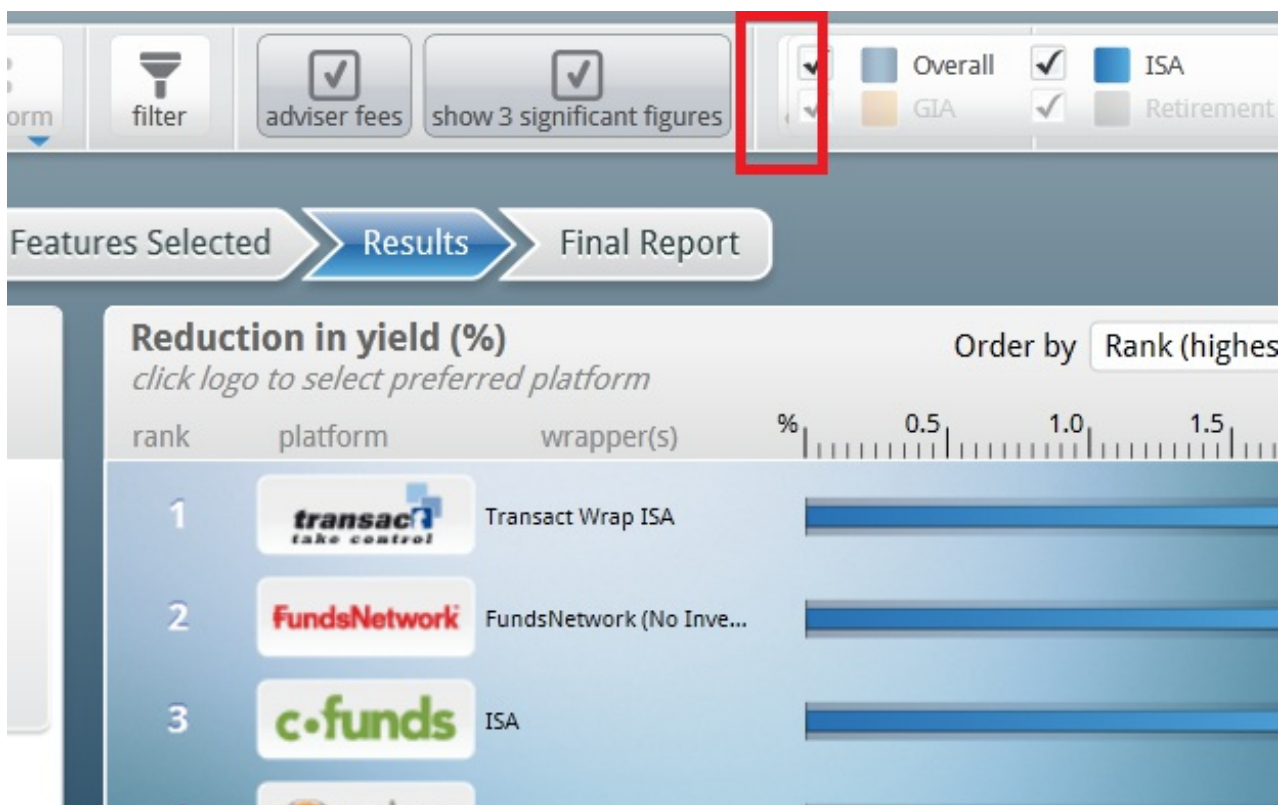 orm
filter
adviser fees
show 3 significant figures
Overall
ISA
GIA
Retirement
Features Selected
Results
Final Report
Reduction in yield (%)
click logo to select preferred platform
Order by Rank (highes
rank platform wrapper(s) % 0.5 1.0 1.5
1 transact Transact Wrap ISA
take control
2 FundsNetwork FundsNetwork (No Inve...
3 c•funds ISA